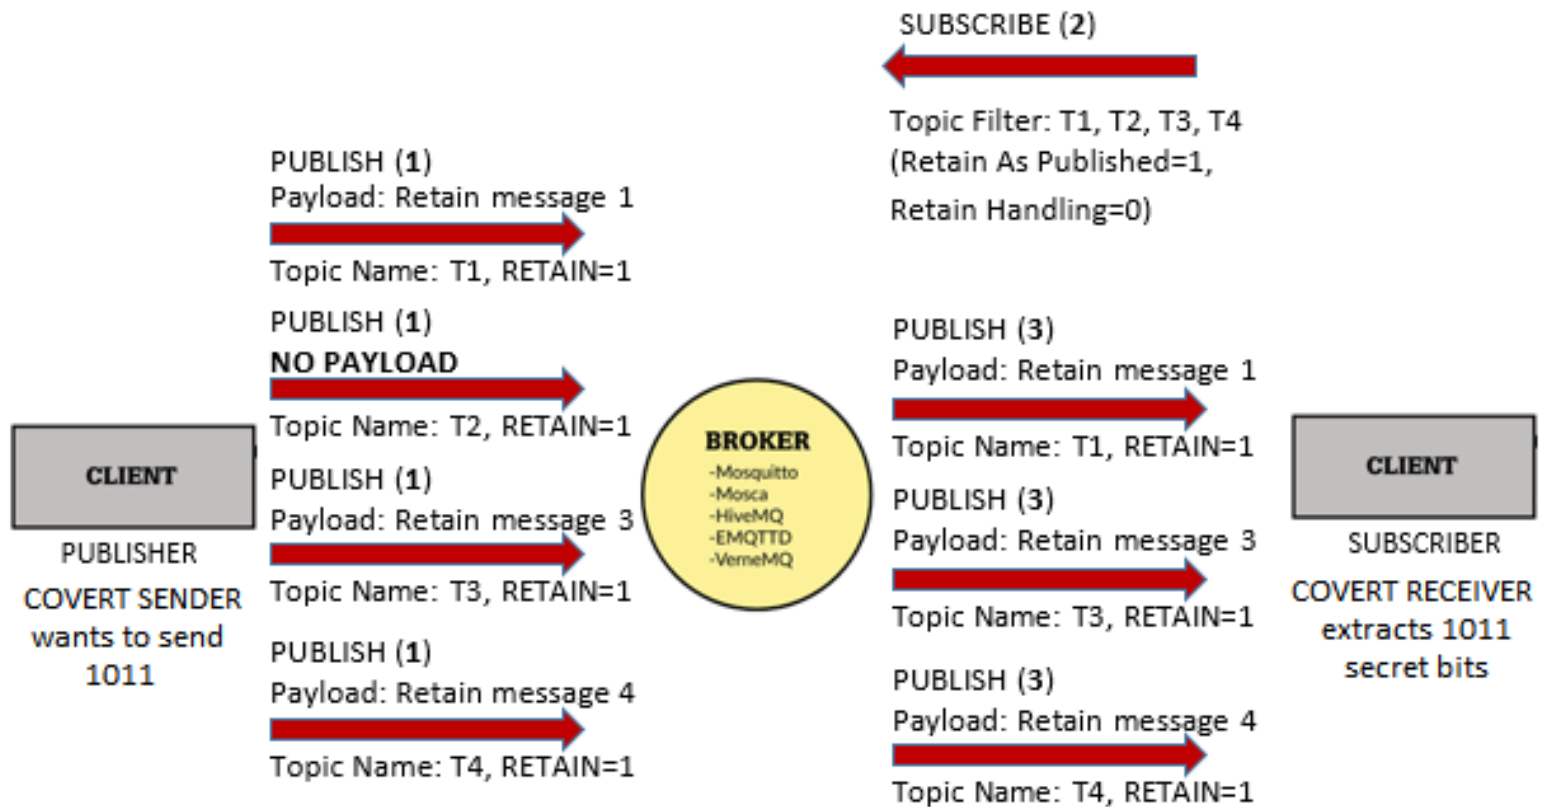 SUBSCRIBE (2)
Topic Filter: T1, T2, T3, T4
(Retain As Published=1,
Retain Handling=0)
PUBLISH (1)
Payload: Retain message 1
Topic Name: T1, RETAIN=1
PUBLISH (1)
NO PAYLOAD
Topic Name: T2, RETAIN=1
PUBLISH (1)
Payload: Retain message 3
Topic Name: T3, RETAIN=1
PUBLISH (1)
Payload: Retain message 4
Topic Name: T4, RETAIN=1
CLIENT
PUBLISHER
COVERT SENDER
wants to send
1011
BROKER
-Mosquitto
-Mosca
-HiveMQ
-EMQTTD
-VerneMQ
PUBLISH (3)
Payload: Retain message 1
Topic Name: T1, RETAIN=1
PUBLISH (3)
Payload: Retain message 3
Topic Name: T3, RETAIN=1
PUBLISH (3)
Payload: Retain message 4
Topic Name: T4, RETAIN=1
CLIENT
SUBSCRIBER
COVERT RECEIVER
extracts 1011
secret bits